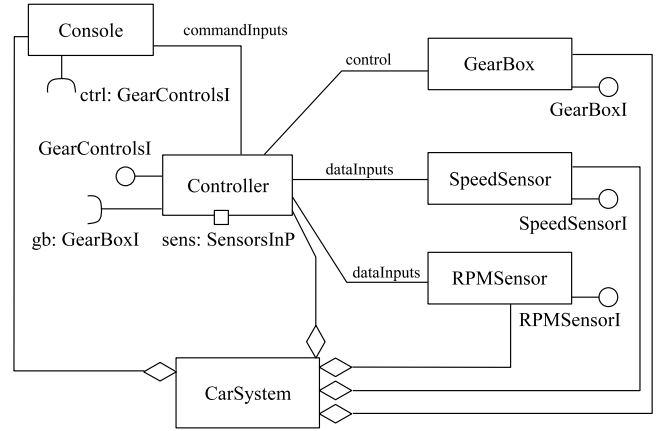 Console
commandInputs
ctrl: GearControlsI
control
GearBox
GearBoxI
GearControlsI
Controller
dataInputs
SpeedSensor
SpeedSensorI
gb: GearBoxI
sens: SensorsInP
dataInputs
RPMSensor
RPMSensorI
CarSystem